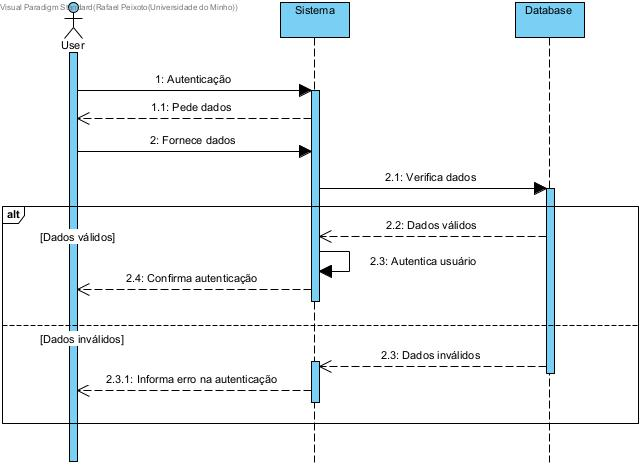 Visual Paradigm Standard(Rafael Peixoto(Universidade do Minho))
Sistema
Database
User
1: Autenticação
1.1: Pede dados
2: Fornece dados
2.1: Verifica dados
alt
2.2: Dados válidos
[Dados válidos]
2.3: Autentica usuário
2.4: Confirma autenticação
[Dados inválidos]
2.3: Dados inválidos
2.3.1: Informa erro na autenticação